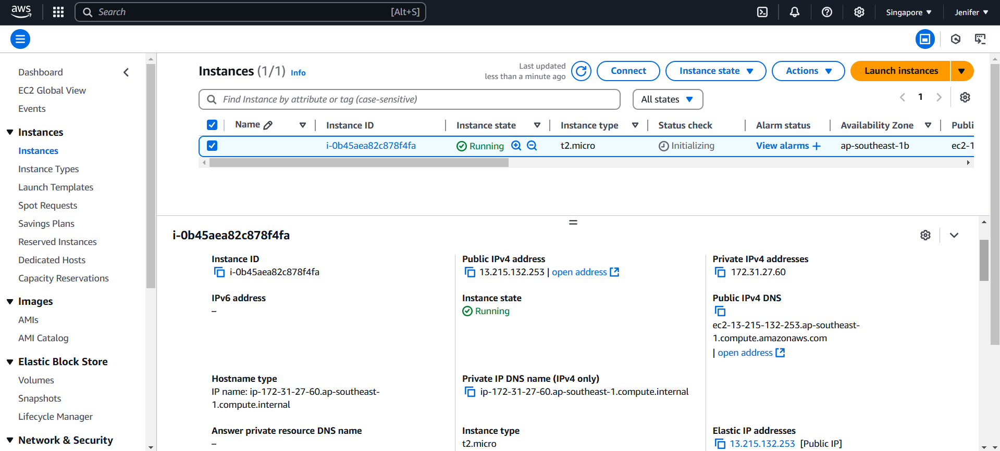 aws
Search [Alt+S]
Singapore
Jenifer
Dashboard
EC2 Global View
Events
Instances
Instances
Instance Types
Launch Templates
Spot Requests
Savings Plans
Reserved Instances
Dedicated Hosts
Capacity Reservations
Images
AMIs
AMI Catalog
Elastic Block Store
Volumes
Snapshots
Lifecycle Manager
Network & Security
Instances (1/1) Info
Last updated
less than a minute ago
Connect
Instance state
Actions
Launch instances
Find Instance by attribute or tag (case-sensitive)
All states
1
Name Instance ID Instance state Instance type Status check Alarm status Availability Zone Publi
i-0b45aea82c878f4fa Running t2.micro Initializing View alarms + ap-southeast-1b ec2-1
i-0b45aea82c878f4fa
Instance ID
i-0b45aea82c878f4fa
Public IPv4 address
13.215.132.253 | open address
Private IPv4 addresses
172.31.27.60
IPv6 address
–
Instance state
Running
Public IPv4 DNS
ec2-13-215-132-253.ap-southeast-
1.compute.amazonaws.com
| open address
Hostname type
IP name: ip-172-31-27-60.ap-southeast-
1.compute.internal
Private IP DNS name (IPv4 only)
ip-172-31-27-60.ap-southeast-1.compute.internal
Answer private resource DNS name
–
Instance type
t2.micro
Elastic IP addresses
13.215.132.253 [Public IP]